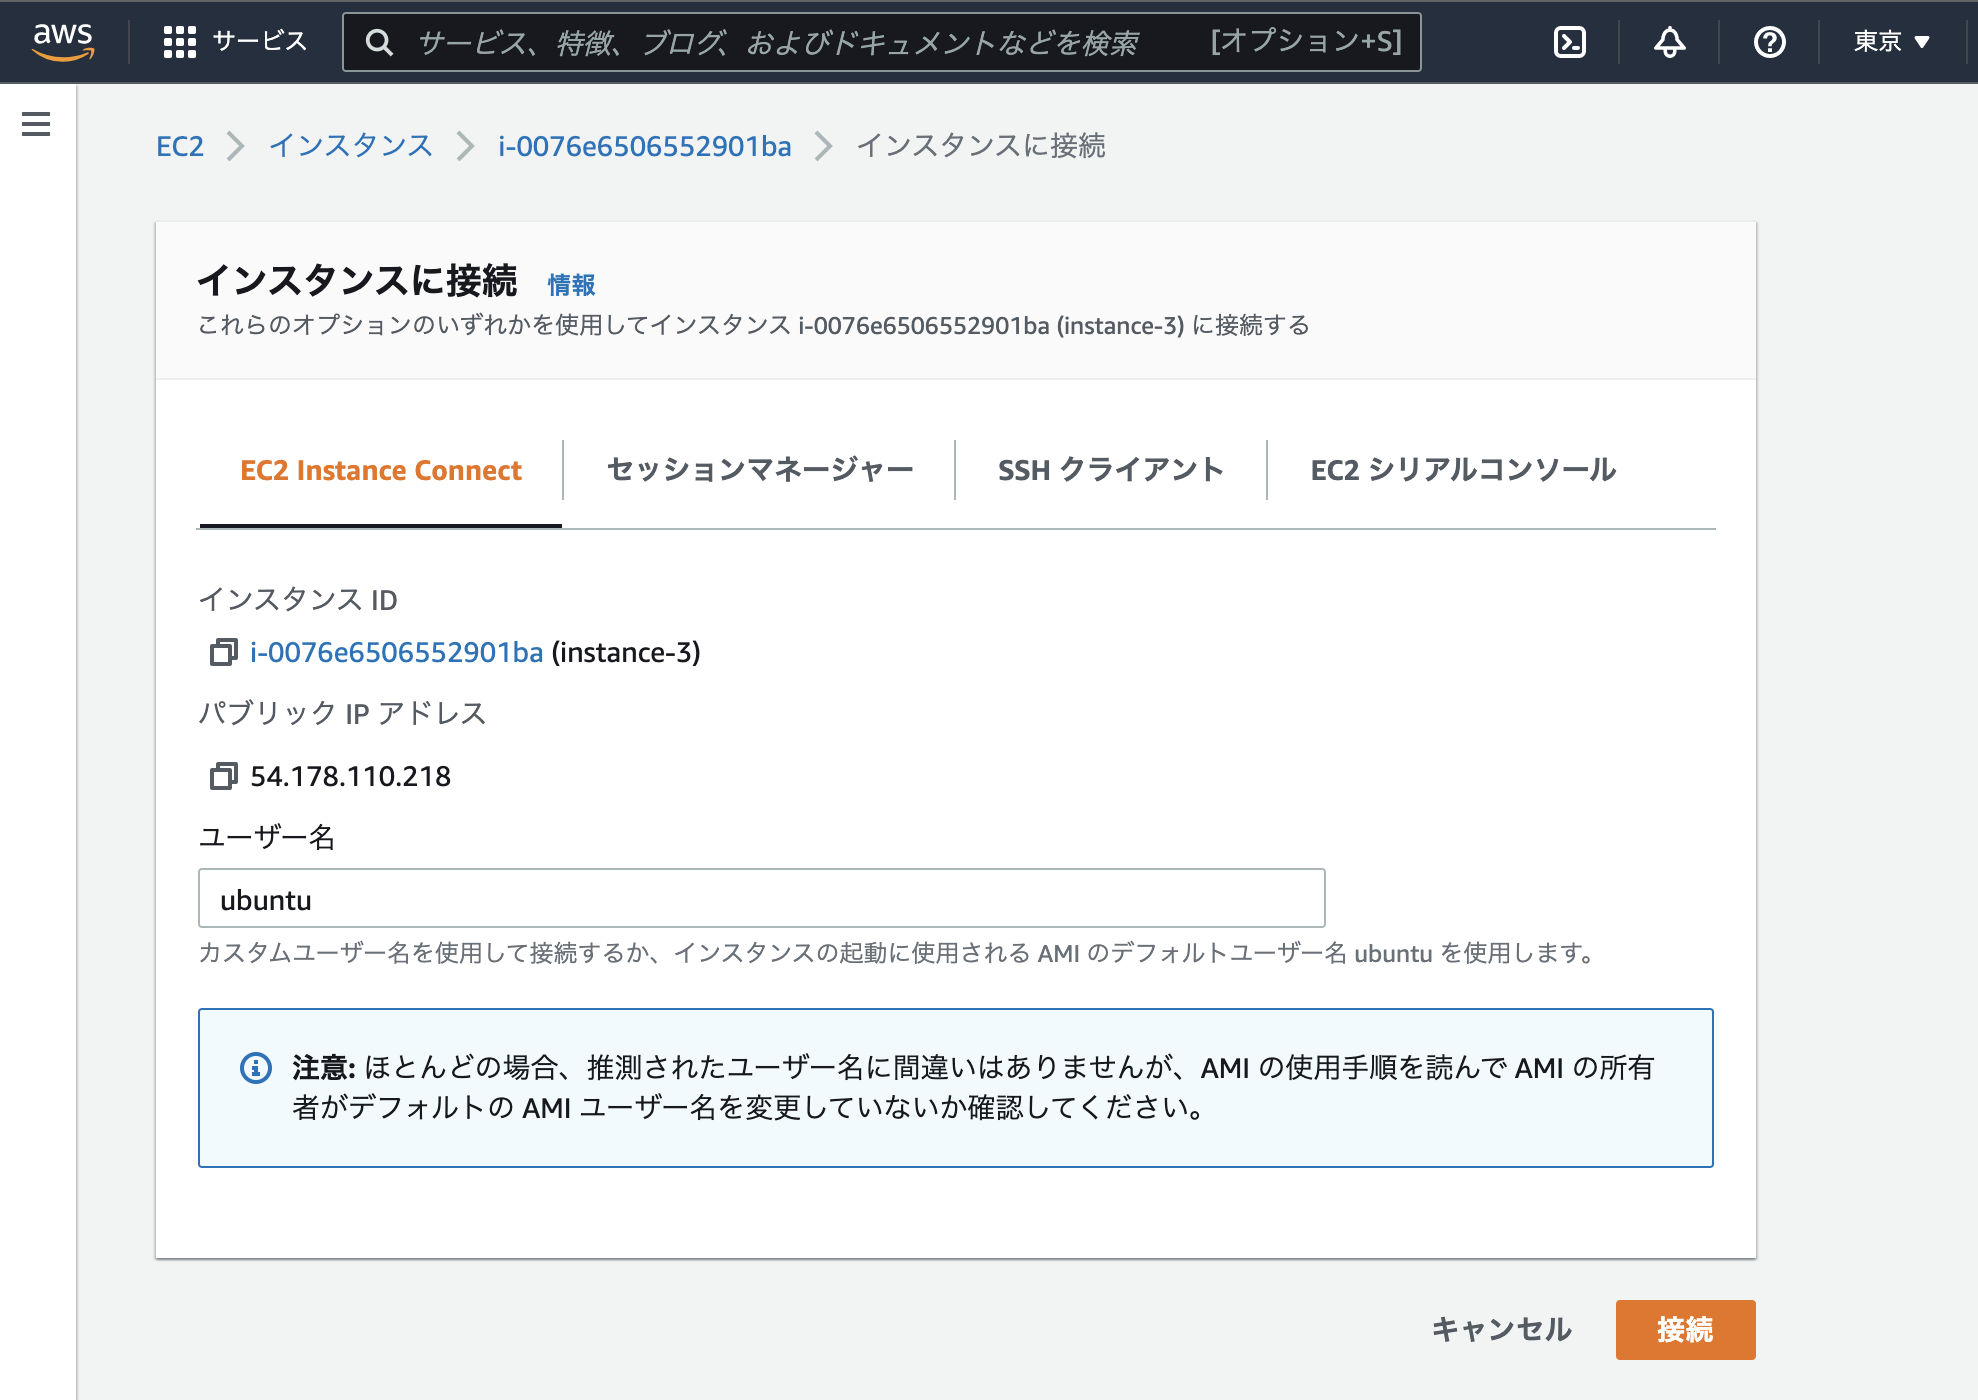 aws サービス サービス、特徴、ブログ、およびドキュメントなどを検索 [オプション+S] 東京
EC2 インスタンス i-0076e6506552901ba インスタンスに接続
インスタンスに接続 情報
これらのオプションのいずれかを使用してインスタンス i-0076e6506552901ba (instance-3) に接続する
EC2 Instance Connect セッションマネージャー SSH クライアント EC2 シリアルコンソール
インスタンス ID
i-0076e6506552901ba (instance-3)
パブリック IP アドレス
54.178.110.218
ユーザー名
ubuntu
カスタムユーザー名を使用して接続するか、インスタンスの起動に使用される AMI のデフォルトユーザー名 ubuntu を使用します。
注意: ほとんどの場合、推測されたユーザー名に間違いはありませんが、AMI の使用手順を読んで AMI の所有
者がデフォルトの AMI ユーザー名を変更していないか確認してください。
キャンセル 接続